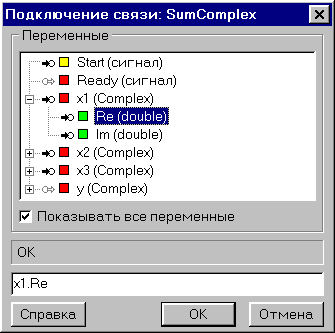 Подключение связи: SumComplex
Переменные
Start (сигнал)
Ready (сигнал)
x1 (Complex)
Re (double)
Im (double)
x2 (Complex)
x3 (Complex)
y (Complex)
Показывать все переменные
OK
x1.Re
Справка OK Отмена